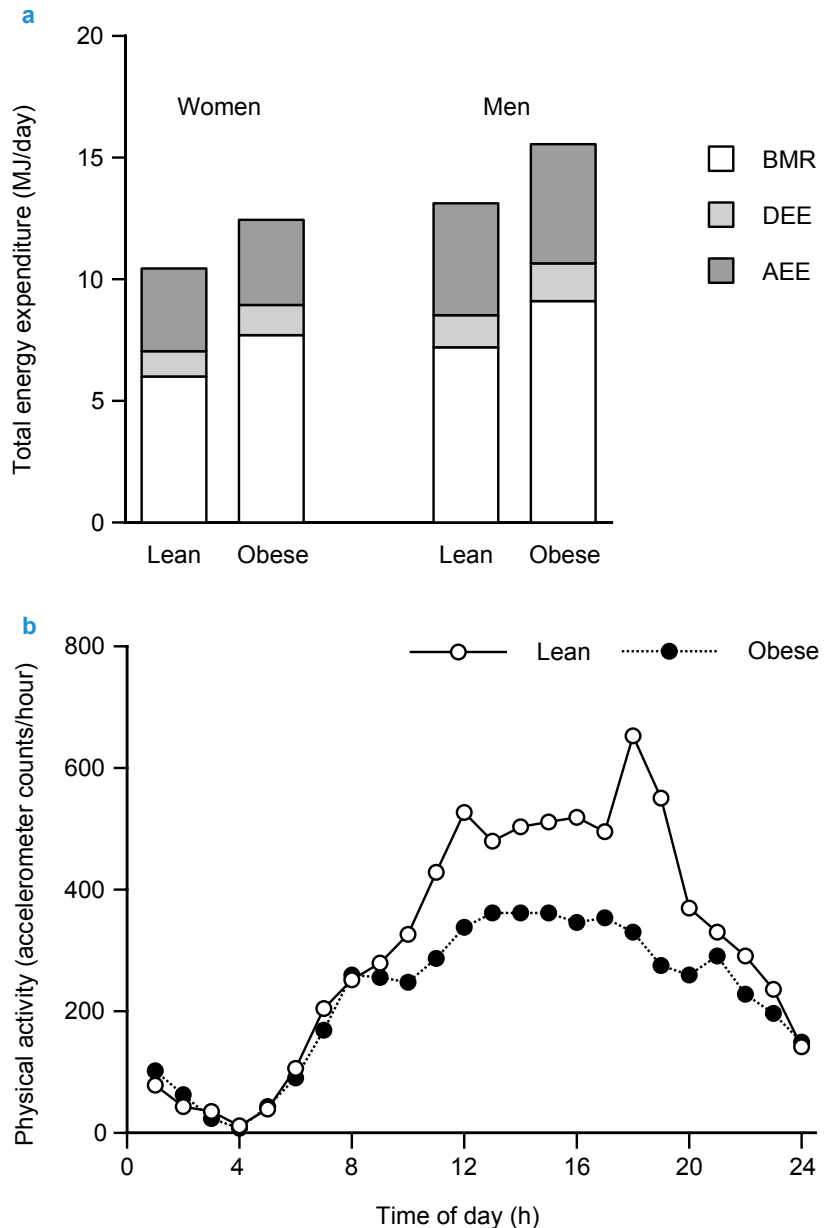 a
Total energy expenditure (MJ/day)
20
15
10
5
0
Women
Men
BMR
DEE
AEE
Lean
Obese
Lean
Obese
b
Physical activity (accelerometer counts/hour)
800
600
400
200
0
Lean
Obese
0
4
8
12
16
20
24
Time of day (h)